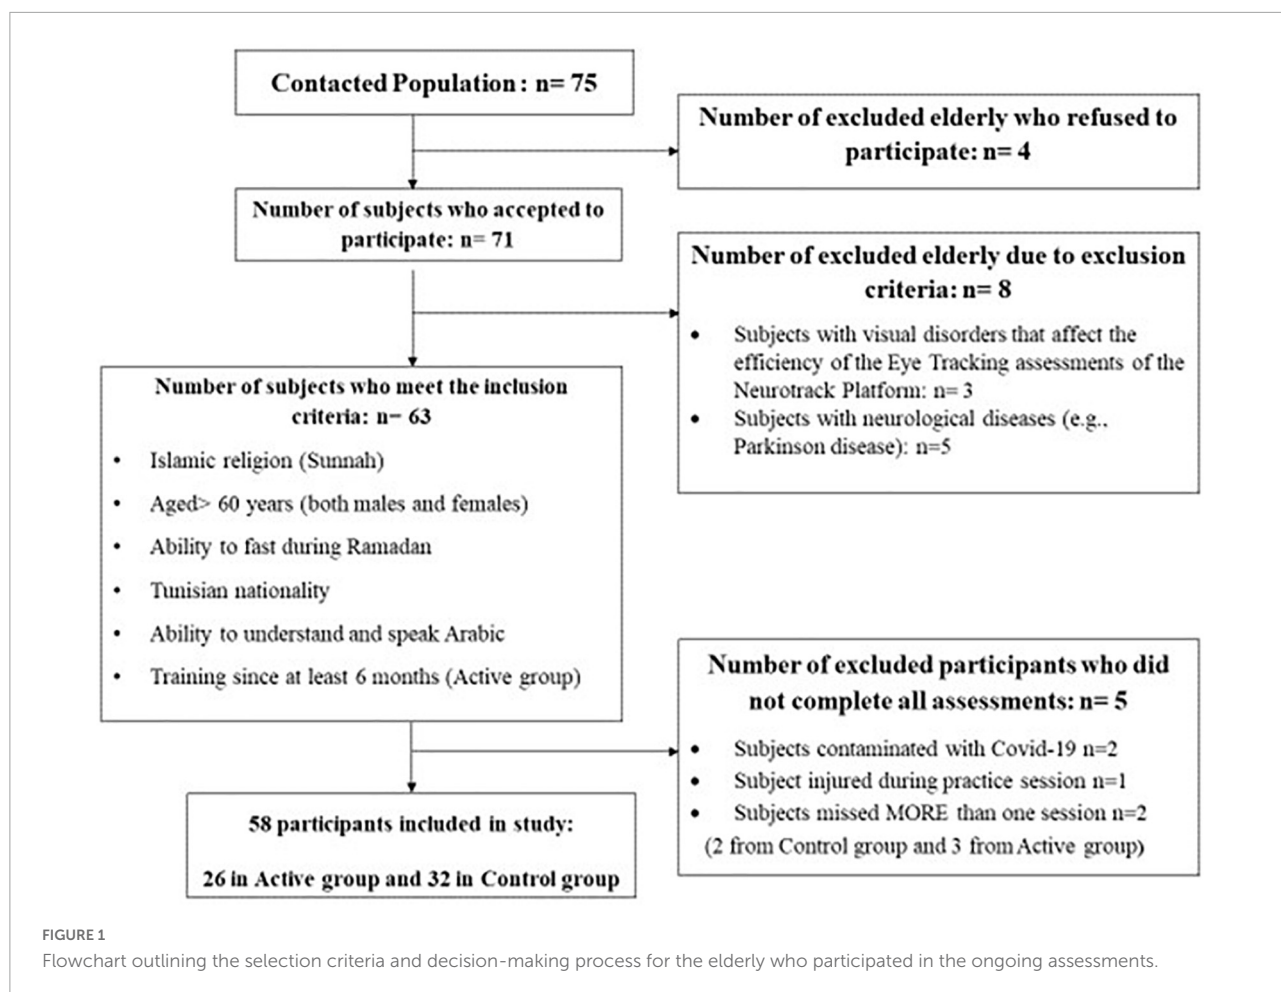 Contacted Population : n= 75
Number of excluded elderly who refused to
participate: n= 4
Number of subjects who accepted to
participate: n= 71
Number of excluded elderly due to exclusion
criteria: n= 8
• Subjects with visual disorders that affect the
efficiency of the Eye Tracking assessments of the
Neurotrack Platform: n= 3
• Subjects with neurological diseases (e.g.,
Parkinson disease): n=5
Number of subjects who meet the inclusion
criteria: n= 63
• Islamic religion (Sunnah)
• Aged> 60 years (both males and females)
• Ability to fast during Ramadan
• Tunisian nationality
• Ability to understand and speak Arabic
• Training since at least 6 months (Active group)
Number of excluded participants who did
not complete all assessments: n= 5
• Subjects contaminated with Covid-19 n=2
• Subject injured during practice session n=1
• Subjects missed MORE than one session n=2
(2 from Control group and 3 from Active group)
58 participants included in study:
26 in Active group and 32 in Control group
FIGURE 1
Flowchart outlining the selection criteria and decision-making process for the elderly who participated in the ongoing assessments.